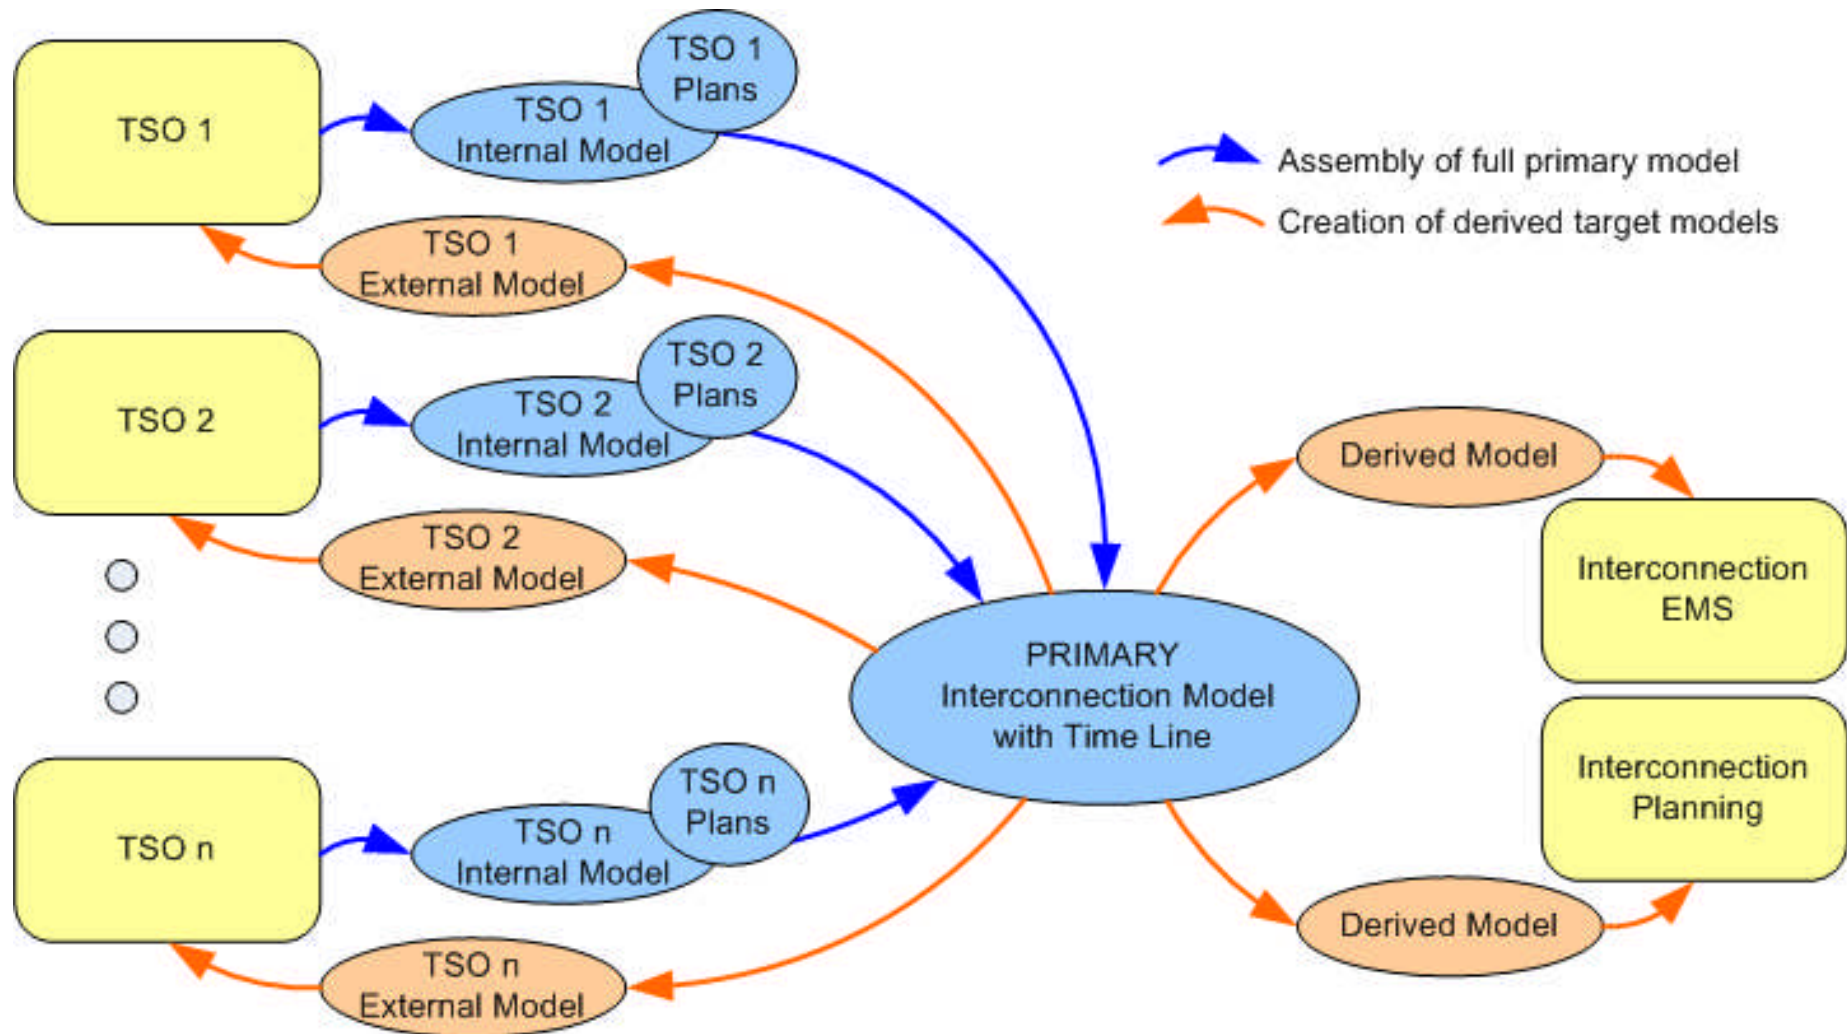 TSO 1
TSO 1
Plans
TSO 1
Internal Model
Assembly of full primary model
Creation of derived target models
TSO 1
External Model
TSO 2
TSO 2
Plans
TSO 2
Internal Model
TSO 2
External Model
Derived Model
Interconnection
EMS
PRIMARY
Interconnection Model
with Time Line
Interconnection
Planning
TSO n
TSO n
Plans
TSO n
Internal Model
Derived Model
TSO n
External Model